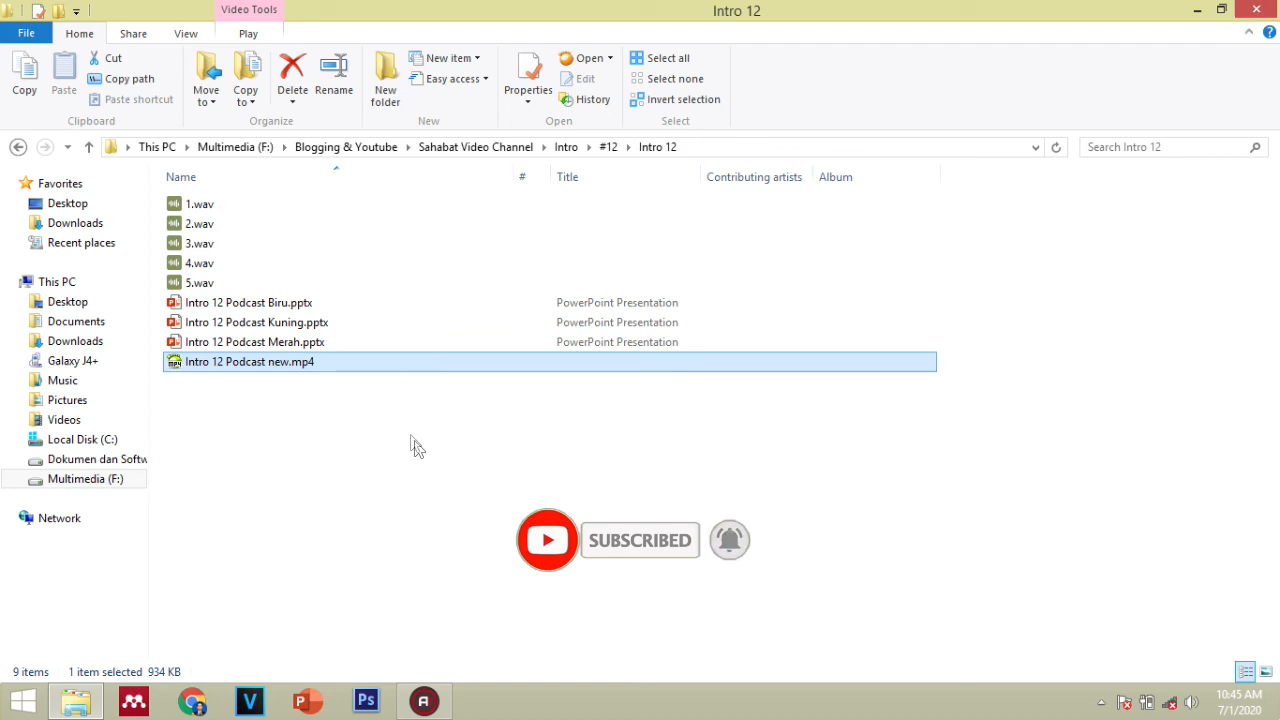 Video Tools
Intro 12
File
Home
Share
View
Play
Copy
Paste
Cut
Copy path
Paste shortcut
Clipboard
Move to
Copy to
Delete
Rename
Organize
New folder
New item
Easy access
New
Properties
Open
Edit
History
Open
Select all
Select none
Invert selection
Select
This PC
Multimedia (F:)
Blogging & Youtube
Sahabat Video Channel
Intro
#12
Intro 12
Search Intro 12
Name
#
Title
Contributing artists
Album
Favorites
Desktop
Downloads
Recent places
This PC
Desktop
Documents
Downloads
Galaxy J4+
Music
Pictures
Videos
Local Disk (C:)
Dokumen dan Softw
Multimedia (F:)
Network
1.wav
2.wav
3.wav
4.wav
5.wav
Intro 12 Podcast Biru.pptx PowerPoint Presentation
Intro 12 Podcast Kuning.pptx PowerPoint Presentation
Intro 12 Podcast Merah.pptx PowerPoint Presentation
Intro 12 Podcast new.mp4
SUBSCRIBED
9 items 1 item selected 934 KB
10:45 AM
7/1/2020